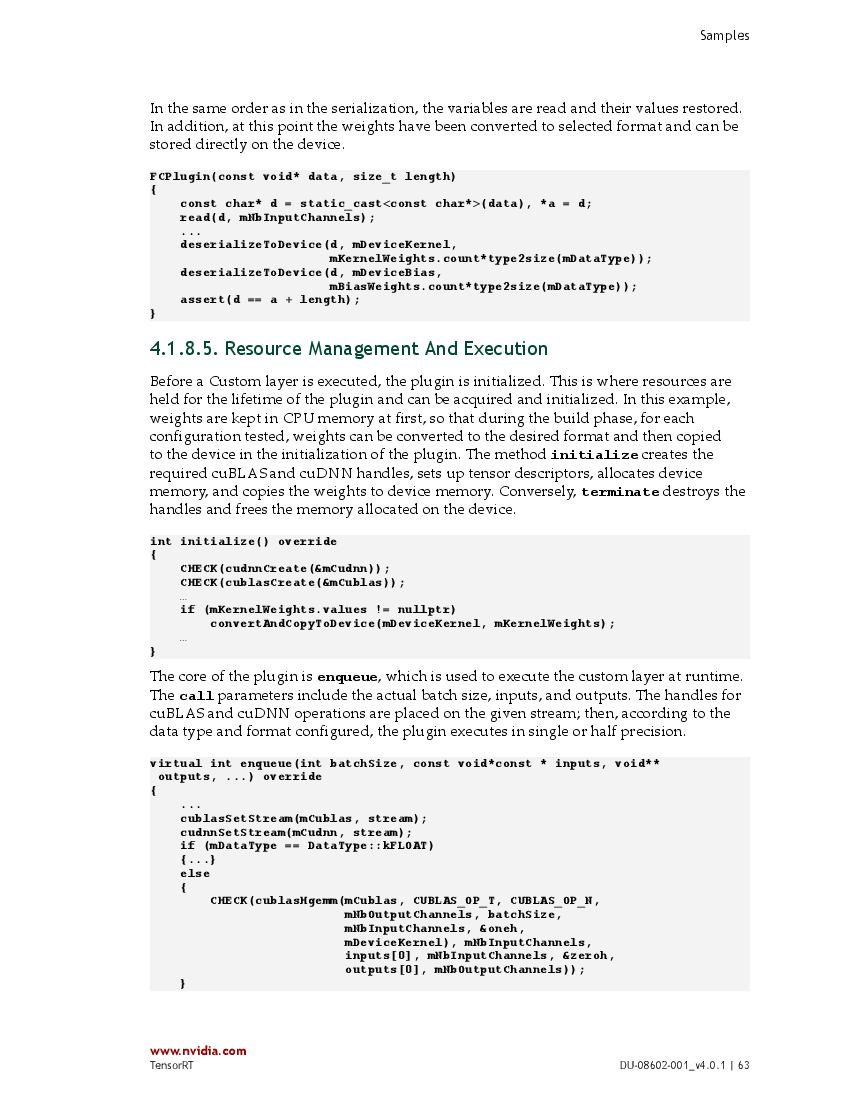 Samples
In the same order as in the serialization, the variables are read and their values restored.
In addition, at this point the weights have been converted to selected format and can be
stored directly on the device.
FCPlugin(const void* data, size_t length)
{
    const char* d = static_cast<const char*>(data), *a = d;
    read(d, mNbInputChannels);
    ...
    deserializeToDevice(d, mDeviceKernel,
                        mKernelWeights.count*type2size(mDataType));
    deserializeToDevice(d, mDeviceBias,
                        mBiasWeights.count*type2size(mDataType));
    assert(d == a + length);
}
4.1.8.5. Resource Management And Execution
Before a Custom layer is executed, the plugin is initialized. This is where resources are
held for the lifetime of the plugin and can be acquired and initialized. In this example,
weights are kept in CPU memory at first, so that during the build phase, for each
configuration tested, weights can be converted to the desired format and then copied
to the device in the initialization of the plugin. The method initialize creates the
required cuBLAS and cuDNN handles, sets up tensor descriptors, allocates device
memory, and copies the weights to device memory. Conversely, terminate destroys the
handles and frees the memory allocated on the device.
int initialize() override
{
    CHECK(cudnnCreate(&mCudnn));
    CHECK(cublasCreate(&mCublas));
    …
    if (mKernelWeights.values != nullptr)
        convertAndCopyToDevice(mDeviceKernel, mKernelWeights);
    …
}
The core of the plugin is enqueue, which is used to execute the custom layer at runtime.
The call parameters include the actual batch size, inputs, and outputs. The handles for
cuBLAS and cuDNN operations are placed on the given stream; then, according to the
data type and format configured, the plugin executes in single or half precision.
virtual int enqueue(int batchSize, const void*const * inputs, void**
 outputs, ...) override
{
    ...
    cublasSetStream(mCublas, stream);
    cudnnSetStream(mCudnn, stream);
    if (mDataType == DataType::kFLOAT)
    {...}
    else
    {
        CHECK(cublasHgemm(mCublas, CUBLAS_OP_T, CUBLAS_OP_N,
                          mNbOutputChannels, batchSize,
                          mNbInputChannels, &oneh,
                          mDeviceKernel), mNbInputChannels,
                          inputs[0], mNbInputChannels, &zeroh,
                          outputs[0], mNbOutputChannels));
    }
www.nvidia.com
TensorRT DU-08602-001_v4.0.1 | 63